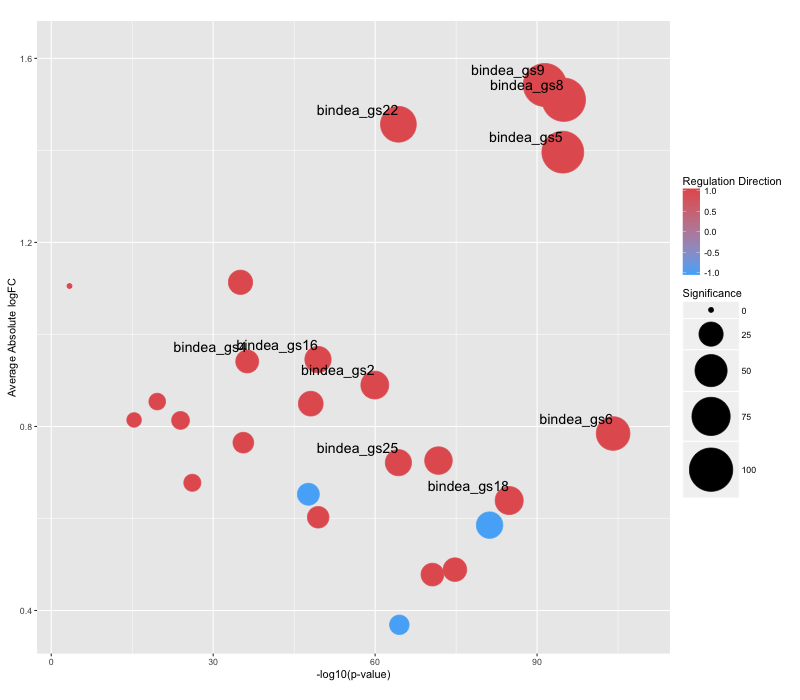 1.6
1.2
0.8
0.4
Average Absolute logFC
bindea_gs9
bindea_gs8
bindea_gs22
bindea_gs5
bindea_gs4
bindea_gs16
bindea_gs2
bindea_gs6
bindea_gs25
bindea_gs18
0
30
60
90
-log10(p-value)
Regulation Direction
1.0
0.5
0.0
-0.5
-1.0
Significance
0
25
50
75
100